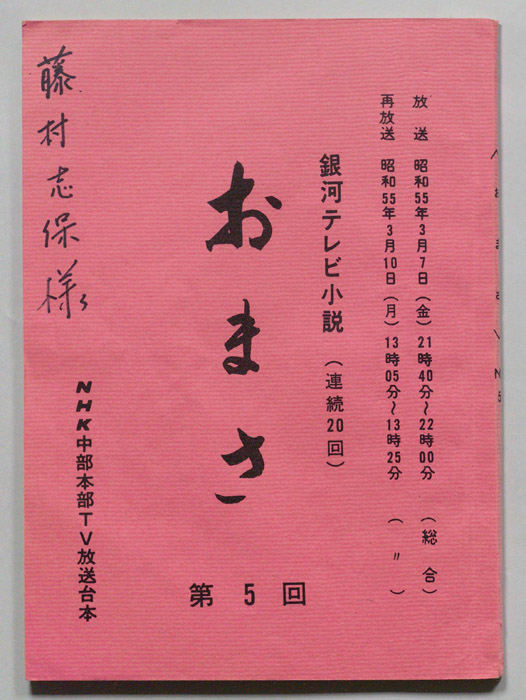 放送 昭和55年3月7日(金)21時40分～22時00分 (総合)
再放送 昭和55年3月10日(月)13時05分～13時25分 (〃)
銀河テレビ小説 (連続20回)
おまさ
第5回
NHK中部本部TV放送台本
藤村志保様